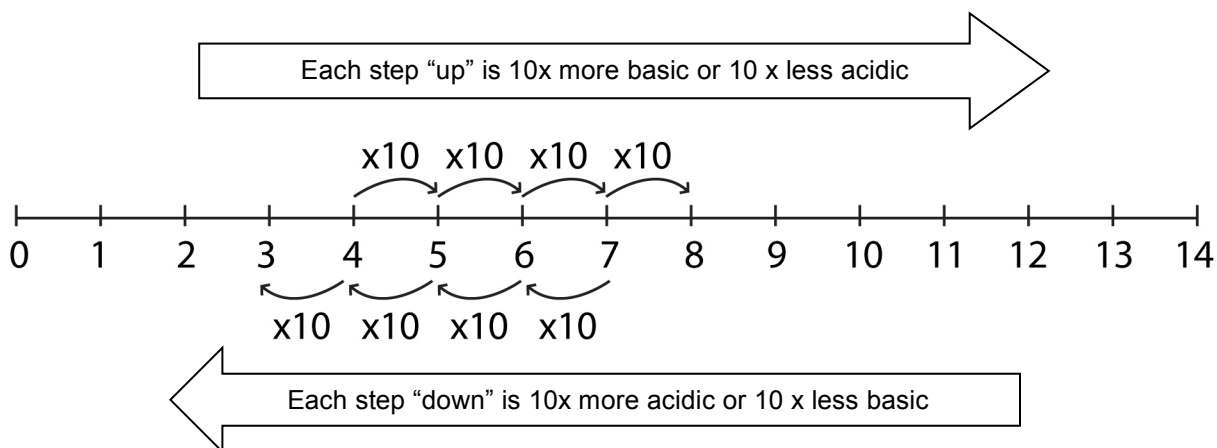 Each step “up” is 10x more basic or 10 x less acidic
x10 x10 x10 x10
0 1 2 3 4 5 6 7 8 9 10 11 12 13 14
x10 x10 x10 x10
Each step “down” is 10x more acidic or 10 x less basic